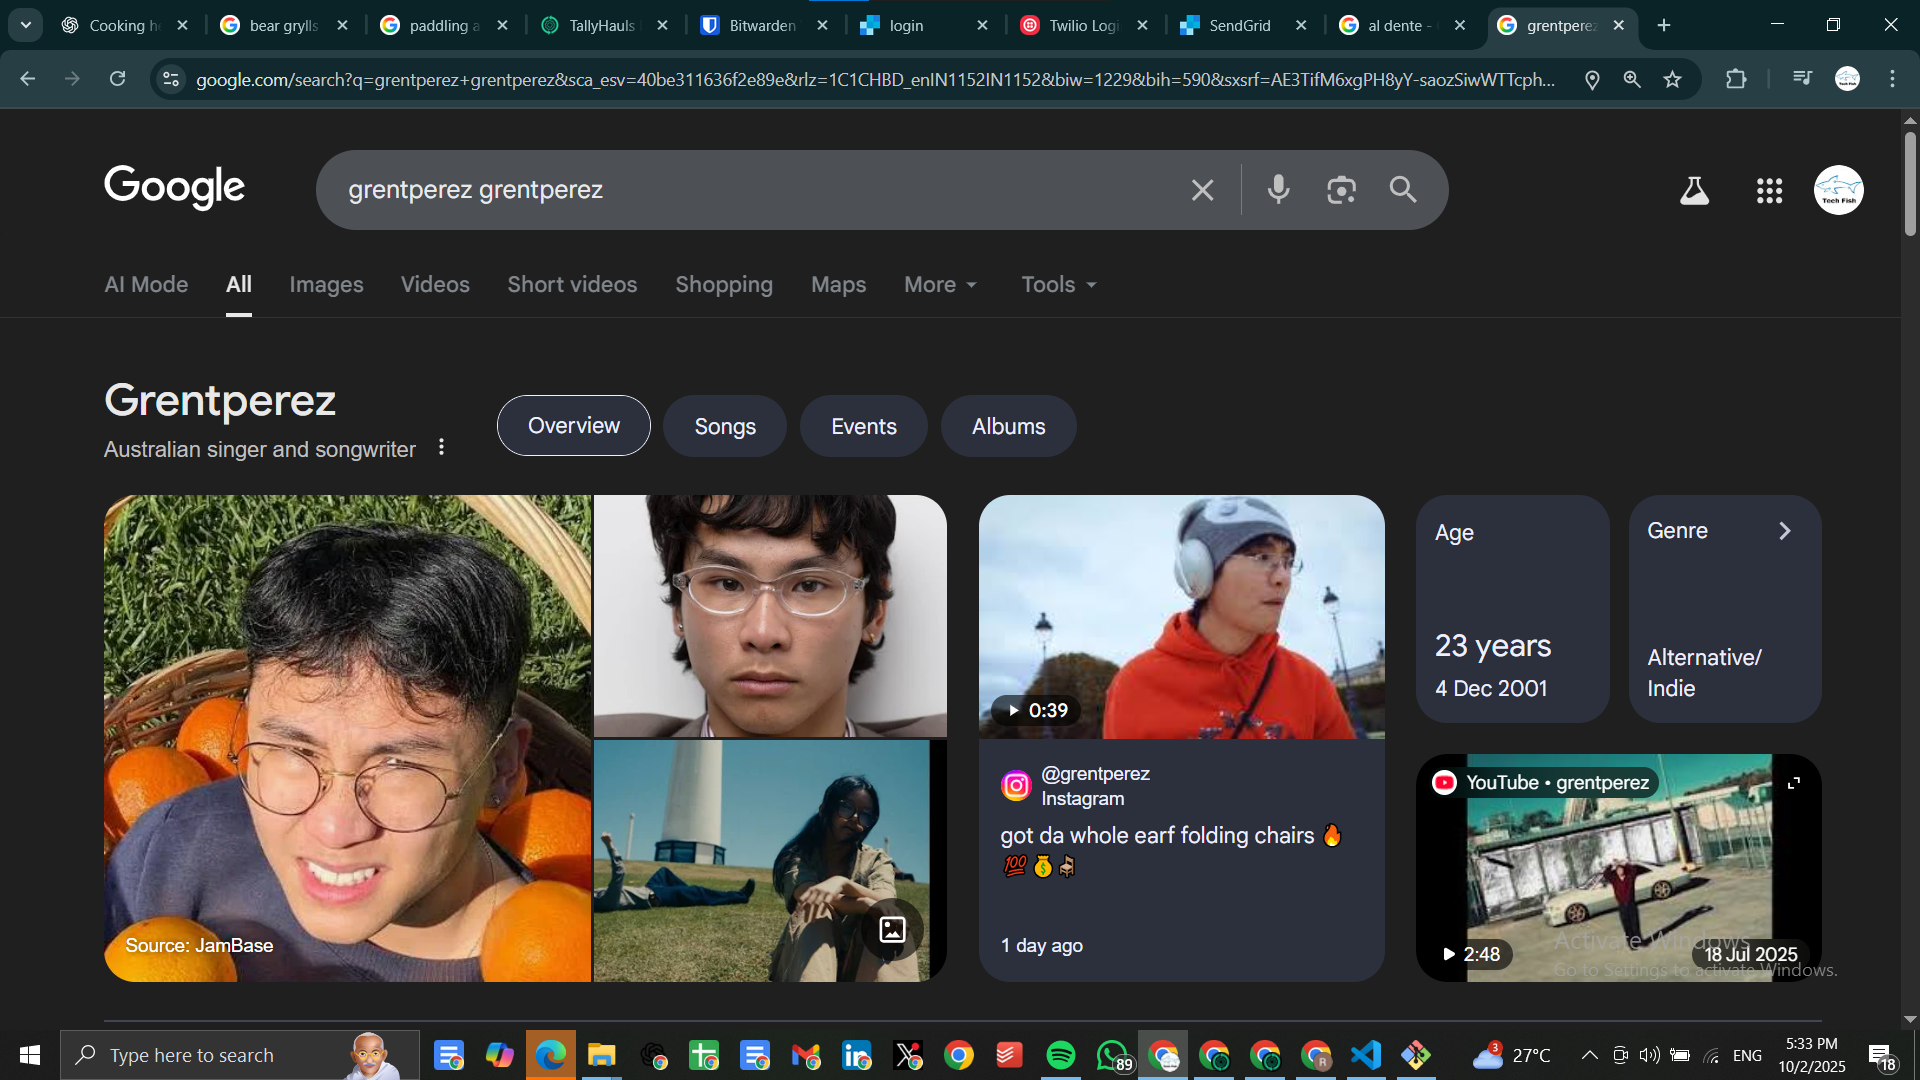 Cooking he
bear grylls
paddling a
TallyHauls
Bitwarden
login
Twilio Logi
SendGrid
al dente -
grentperez
google.com/search?q=grentperez+grentperez&sca_esv=40be311636f2e89e&rlz=1C1CHBD_enIN1152IN1152&biw=1229&bih=590&sxsrf=AE3TifM6xgPH8yY-saozSiwWTTcph...
Google
grentperez grentperez
Tech Fish
AI Mode
All
Images
Videos
Short videos
Shopping
Maps
More
Tools
Grentperez
Australian singer and songwriter
Overview
Songs
Events
Albums
Source: JamBase
0:39
@grentperez
Instagram
got da whole earf folding chairs 🔥
💯💰🪑
1 day ago
Age
23 years
4 Dec 2001
Genre
Alternative/
Indie
YouTube • grentperez
2:48
18 Jul 2025
Activate Windows
Go to Settings to activate Windows.
Type here to search
89
3
27°C
ENG
5:33 PM
10/2/2025
18